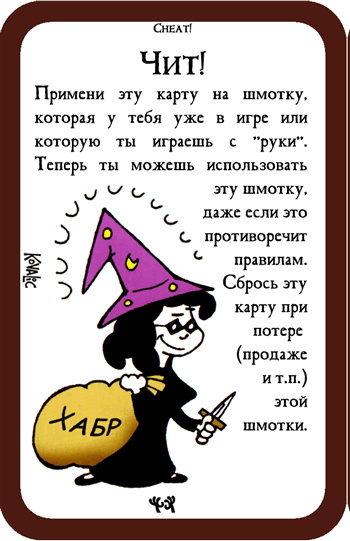 Cheat!
Чит!
Примени эту карту на шмотку,
которая у тебя уже в игре или
которую ты играешь с "руки".
Теперь ты можешь использовать
эту шмотку,
даже если это
противоречит
правилам.
Сбрось эту
карту при
потере
(продаже
и т.п.)
этой
шмотки.
Kovalic
ХАБР